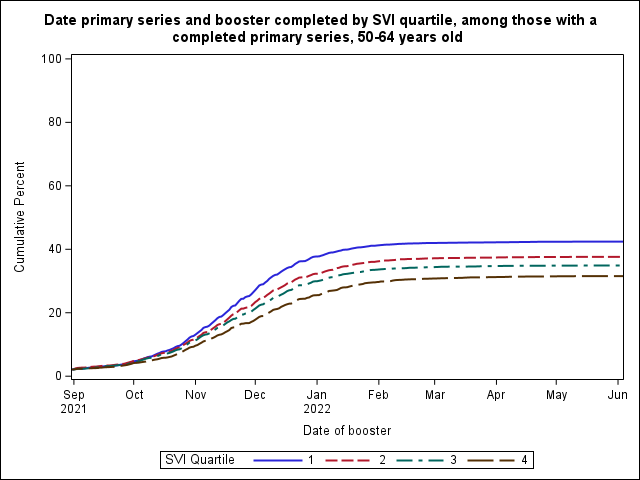 Date primary series and booster completed by SVI quartile, among those with a
completed primary series, 50-64 years old
100
80
60
40
20
0
Cumulative Percent
Sep Oct Nov Dec Jan Feb Mar Apr May Jun
2021 2022
Date of booster
SVI Quartile 1 2 3 4